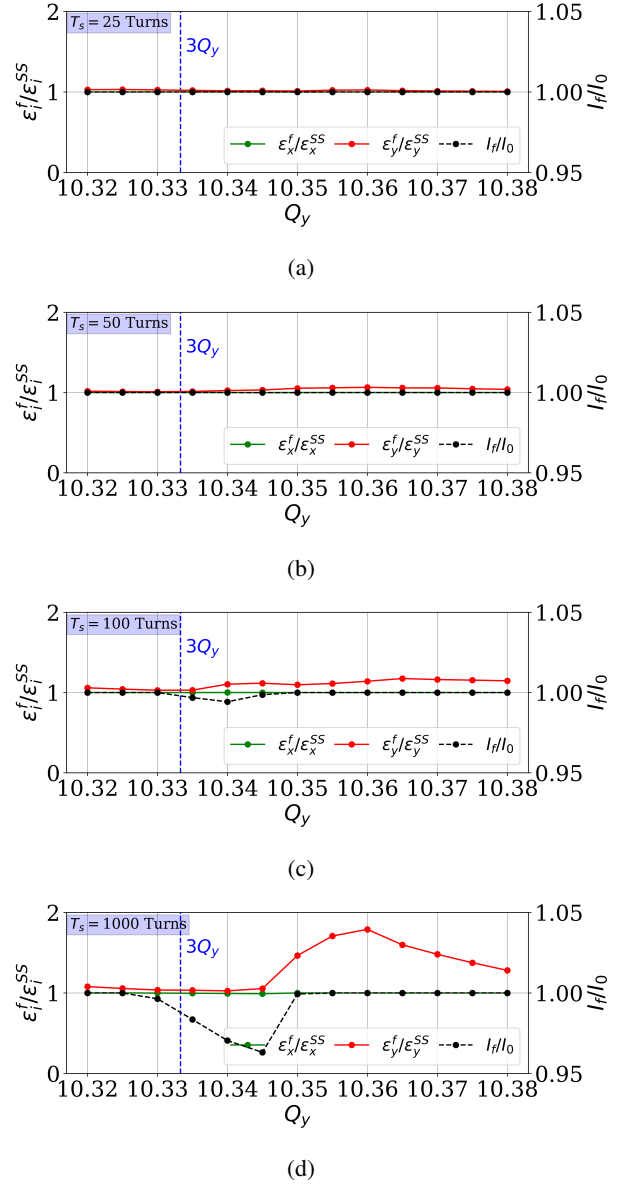 T_s = 25 Turns
3Q_y
ε_i^f/ε_i^SS
I_f/I_0
2
1
0
1.05
1.00
0.95
ε_x^f/ε_x^SS ε_y^f/ε_y^SS I_f/I_0
10.32 10.33 10.34 10.35 10.36 10.37 10.38
Q_y
(a)
T_s = 50 Turns
3Q_y
ε_i^f/ε_i^SS
I_f/I_0
2
1
0
1.05
1.00
0.95
ε_x^f/ε_x^SS ε_y^f/ε_y^SS I_f/I_0
10.32 10.33 10.34 10.35 10.36 10.37 10.38
Q_y
(b)
T_s = 100 Turns
3Q_y
ε_i^f/ε_i^SS
I_f/I_0
2
1
0
1.05
1.00
0.95
ε_x^f/ε_x^SS ε_y^f/ε_y^SS I_f/I_0
10.32 10.33 10.34 10.35 10.36 10.37 10.38
Q_y
(c)
T_s = 1000 Turns
3Q_y
ε_i^f/ε_i^SS
I_f/I_0
2
1
0
1.05
1.00
0.95
ε_x^f/ε_x^SS ε_y^f/ε_y^SS I_f/I_0
10.32 10.33 10.34 10.35 10.36 10.37 10.38
Q_y
(d)